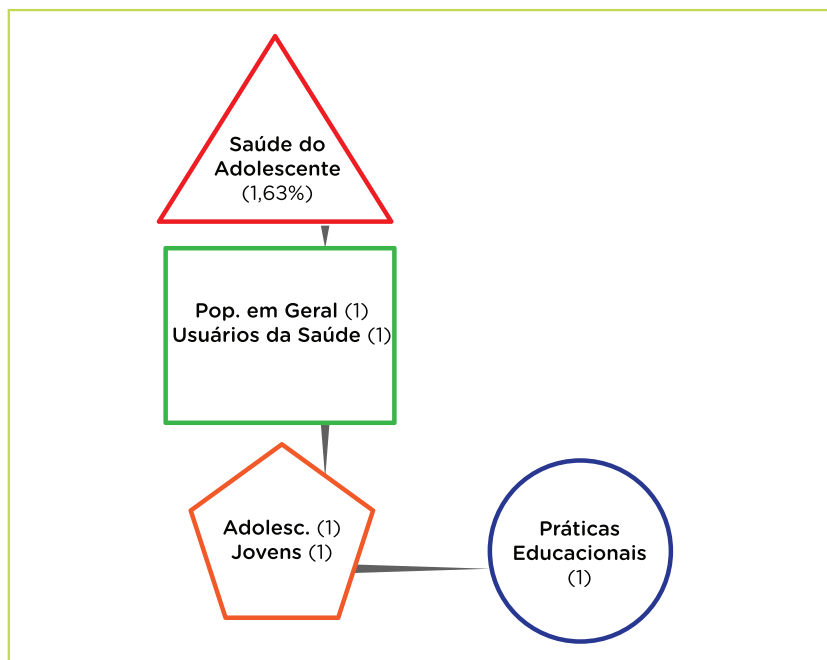 Saúde do
Adolescente
(1,63%)
Pop. em Geral (1)
Usuários da Saúde (1)
Adolesc. (1)
Jovens (1)
Práticas
Educacionais
(1)